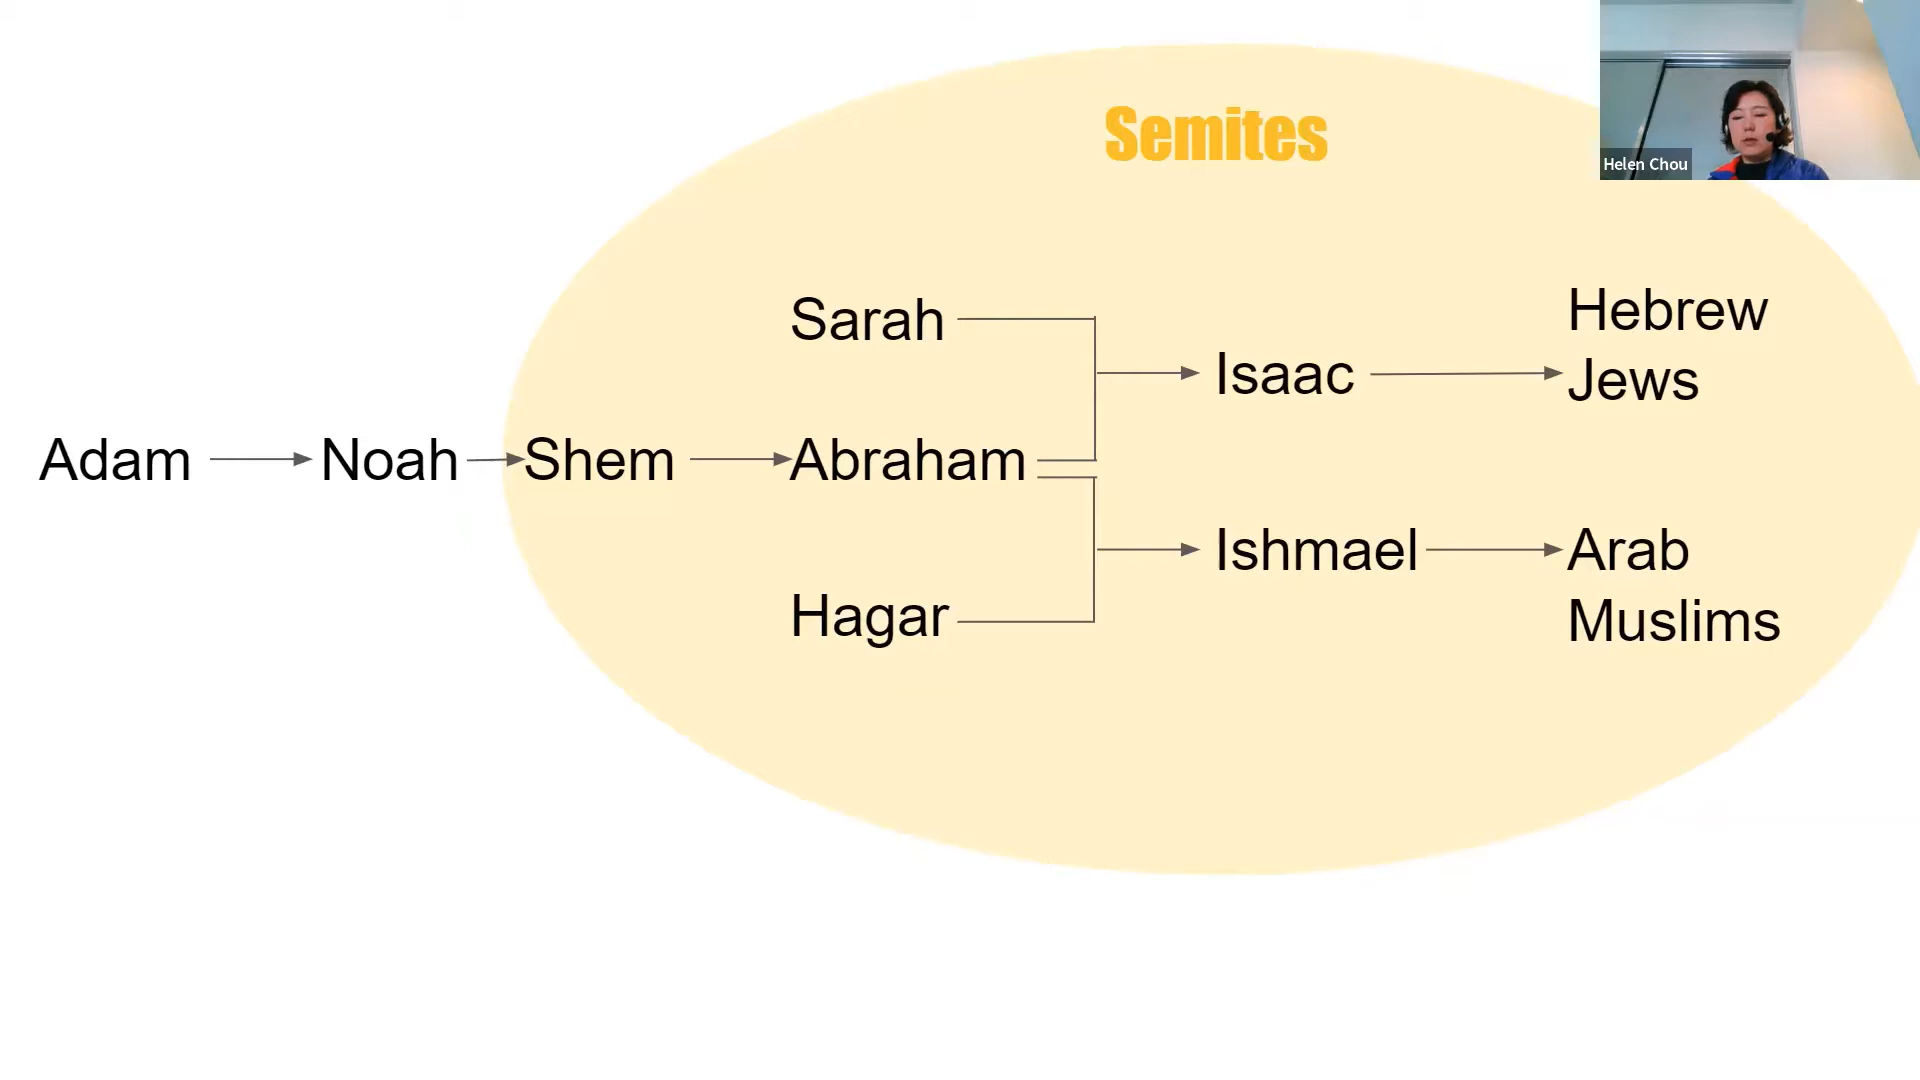 Semites
Helen Chou
Sarah
Hebrew
Jews
Isaac
Adam
Noah
Shem
Abraham
Ishmael
Arab
Muslims
Hagar